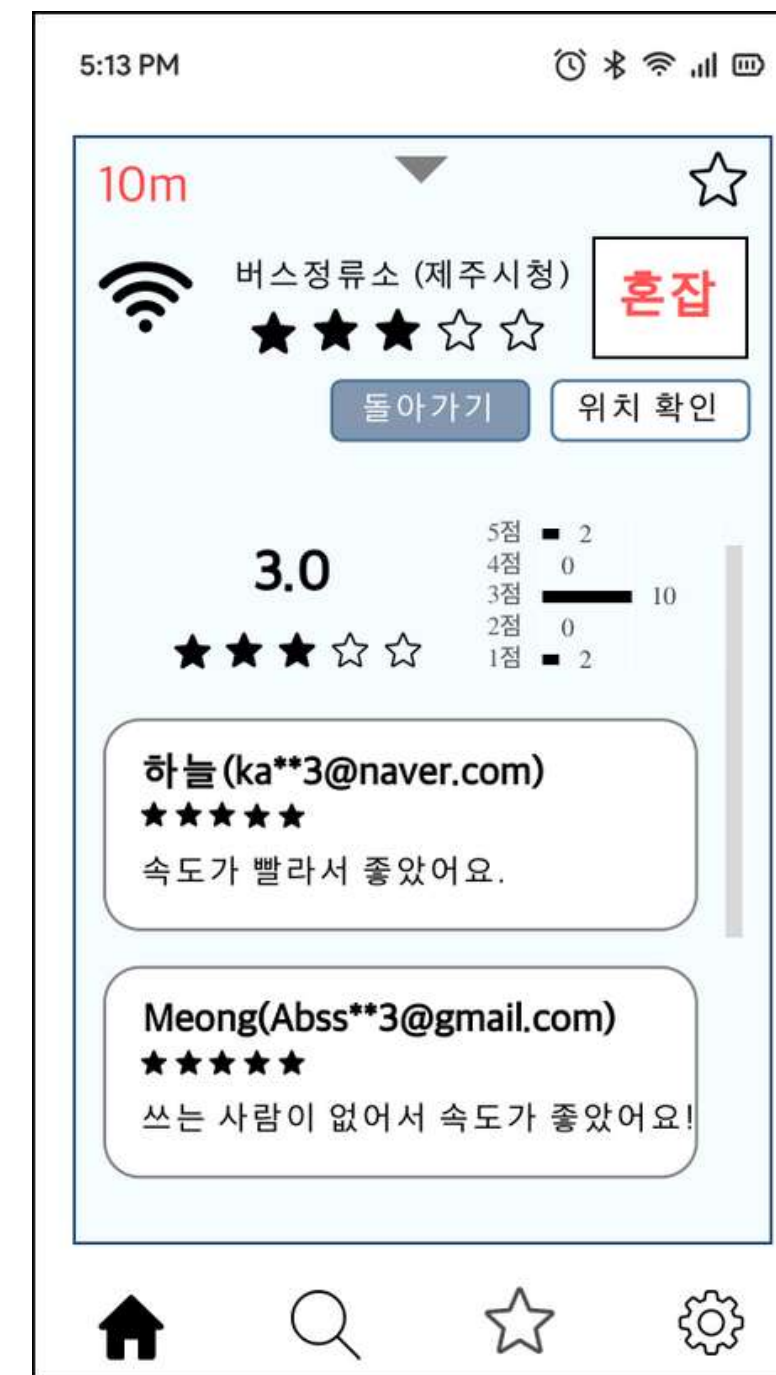 5:13 PM
10m
버스정류소 (제주시청)
혼잡
돌아가기
위치 확인
3.0
5점 2
4점 0
3점 10
2점 0
1점 2
하늘(ka**3@naver.com)
속도가 빨라서 좋았어요.
Meong(Abss**3@gmail.com)
쓰는 사람이 없어서 속도가 좋았어요!